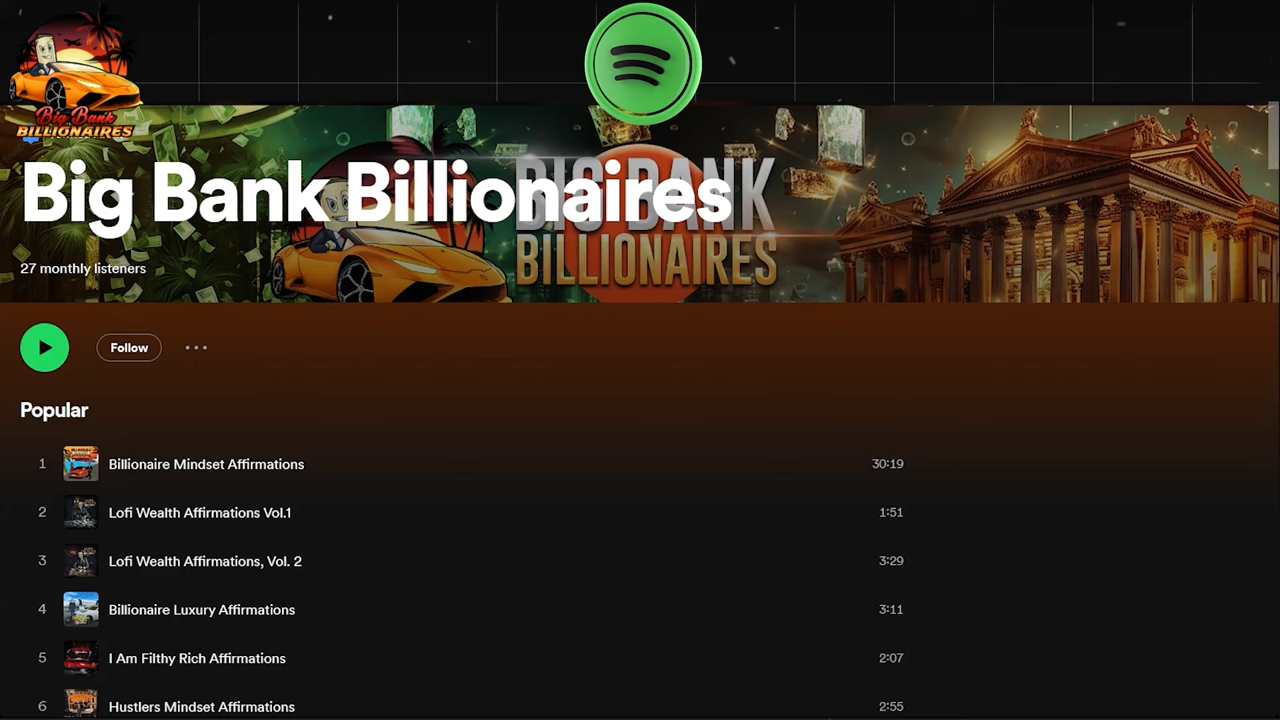 Big Bank
BILLIONAIRES
Big Bank Billionaires
BIG BANK
BILLIONAIRES
27 monthly listeners
Follow
Popular
1 Billionaire Mindset Affirmations 30:19
2 Lofi Wealth Affirmations Vol.1 1:51
3 Lofi Wealth Affirmations, Vol. 2 3:29
4 Billionaire Luxury Affirmations 3:11
5 I Am Filthy Rich Affirmations 2:07
6 Hustlers Mindset Affirmations 2:55